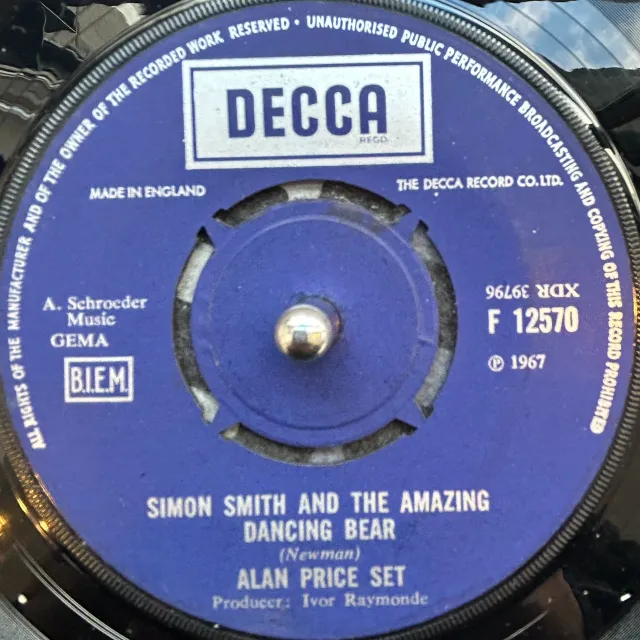 ALL RIGHTS OF THE MANUFACTURER AND OF THE OWNER OF THE RECORDED WORK RESERVED • UNAUTHORISED PUBLIC PERFORMANCE BROADCASTING AND COPYING OF THIS RECORD PROHIBITED
DECCA
REGD
MADE IN ENGLAND
THE DECCA RECORD CO. LTD.
A. Schroeder
Music
GEMA
B.I.E.M
XDR 39796
F 12570
℗ 1967
SIMON SMITH AND THE AMAZING
DANCING BEAR
(Newman)
ALAN PRICE SET
Producer: Ivor Raymonde